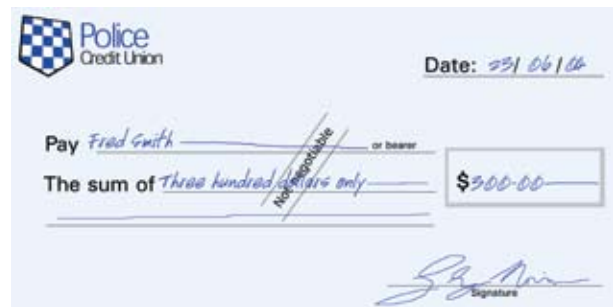 Police
Credit Union
Date: 23/ 06 / 06
Pay Fred Smith or bearer
The sum of Three hundred dollars only
$300-00
Not negotiable
Signature